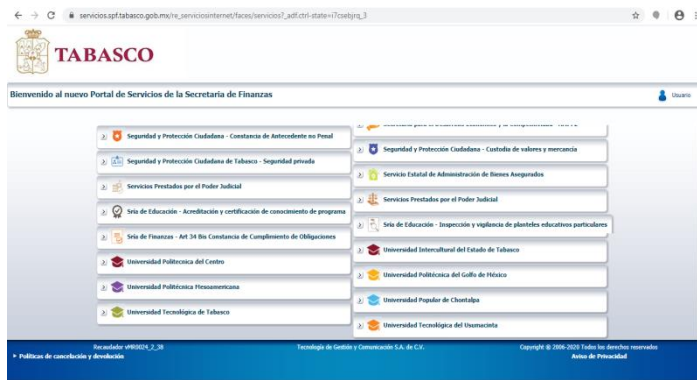 servicios.spf.tabasco.gob.mx/re_serviciosinternet/faces/servicios?_adf.ctrl-state=i7csebjrq_3
TABASCO
Bienvenido al nuevo Portal de Servicios de la Secretaria de Finanzas
Usuario
Seguridad y Protección Ciudadana - Constancia de Antecedente no Penal
Seguridad y Protección Ciudadana de Tabasco - Seguridad privada
Servicios Prestados por el Poder Judicial
Sria de Educación - Acreditación y certificación de conocimiento de programa
Sria de Finanzas - Art 34 Bis Constancia de Cumplimiento de Obligaciones
Universidad Politecnica del Centro
Universidad Politécnica Mesoamericana
Universidad Tecnológica de Tabasco
Seguridad y Protección Ciudadana - Custodia de valores y mercancía
Servicio Estatal de Administración de Bienes Asegurados
Servicios Prestados por el Poder Judicial
Sria de Educación - Inspección y vigilancia de planteles educativos particulares
Universidad Intercultural del Estado de Tabasco
Universidad Politécnica del Golfo de México
Universidad Popular de Chontalpa
Universidad Tecnológica del Usumacinta
Recaudador vMR0024_2_30
Tecnología de Gestión y Comunicación S.A. de C.V.
Copyright © 2006-2020 Todos los derechos reservados
Políticas de cancelación y devolución
Aviso de Privacidad